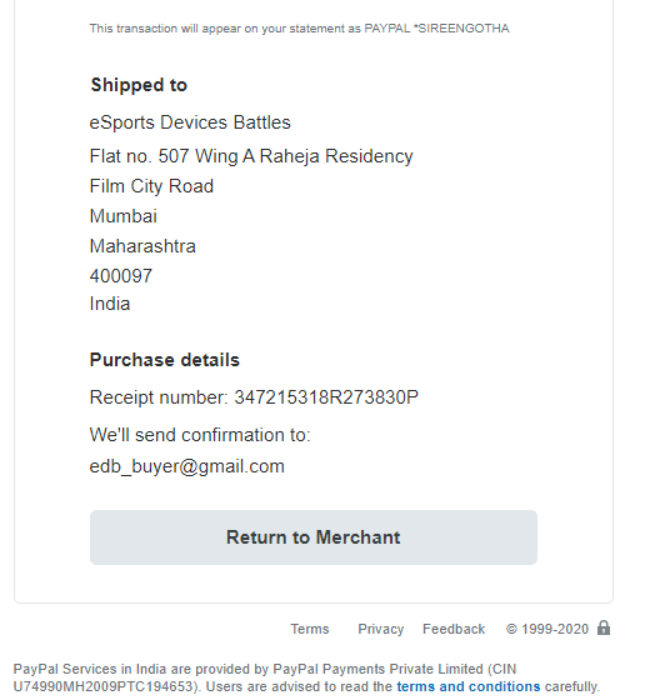 This transaction will appear on your statement as PAYPAL *SIREENGOTHA
Shipped to
eSports Devices Battles
Flat no. 507 Wing A Raheja Residency
Film City Road
Mumbai
Maharashtra
400097
India
Purchase details
Receipt number: 347215318R273830P
We'll send confirmation to:
edb_buyer@gmail.com
Return to Merchant
Terms Privacy Feedback © 1999-2020
PayPal Services in India are provided by PayPal Payments Private Limited (CIN
U74990MH2009PTC194653). Users are advised to read the terms and conditions carefully.